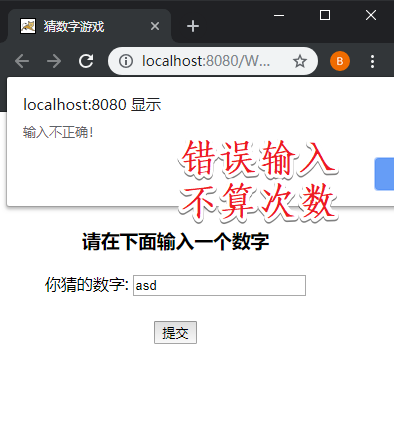 猜数字游戏
localhost:8080/W...
B
localhost:8080 显示
输入不正确!
错误输入
不算次数
请在下面输入一个数字
你猜的数字: asd
提交